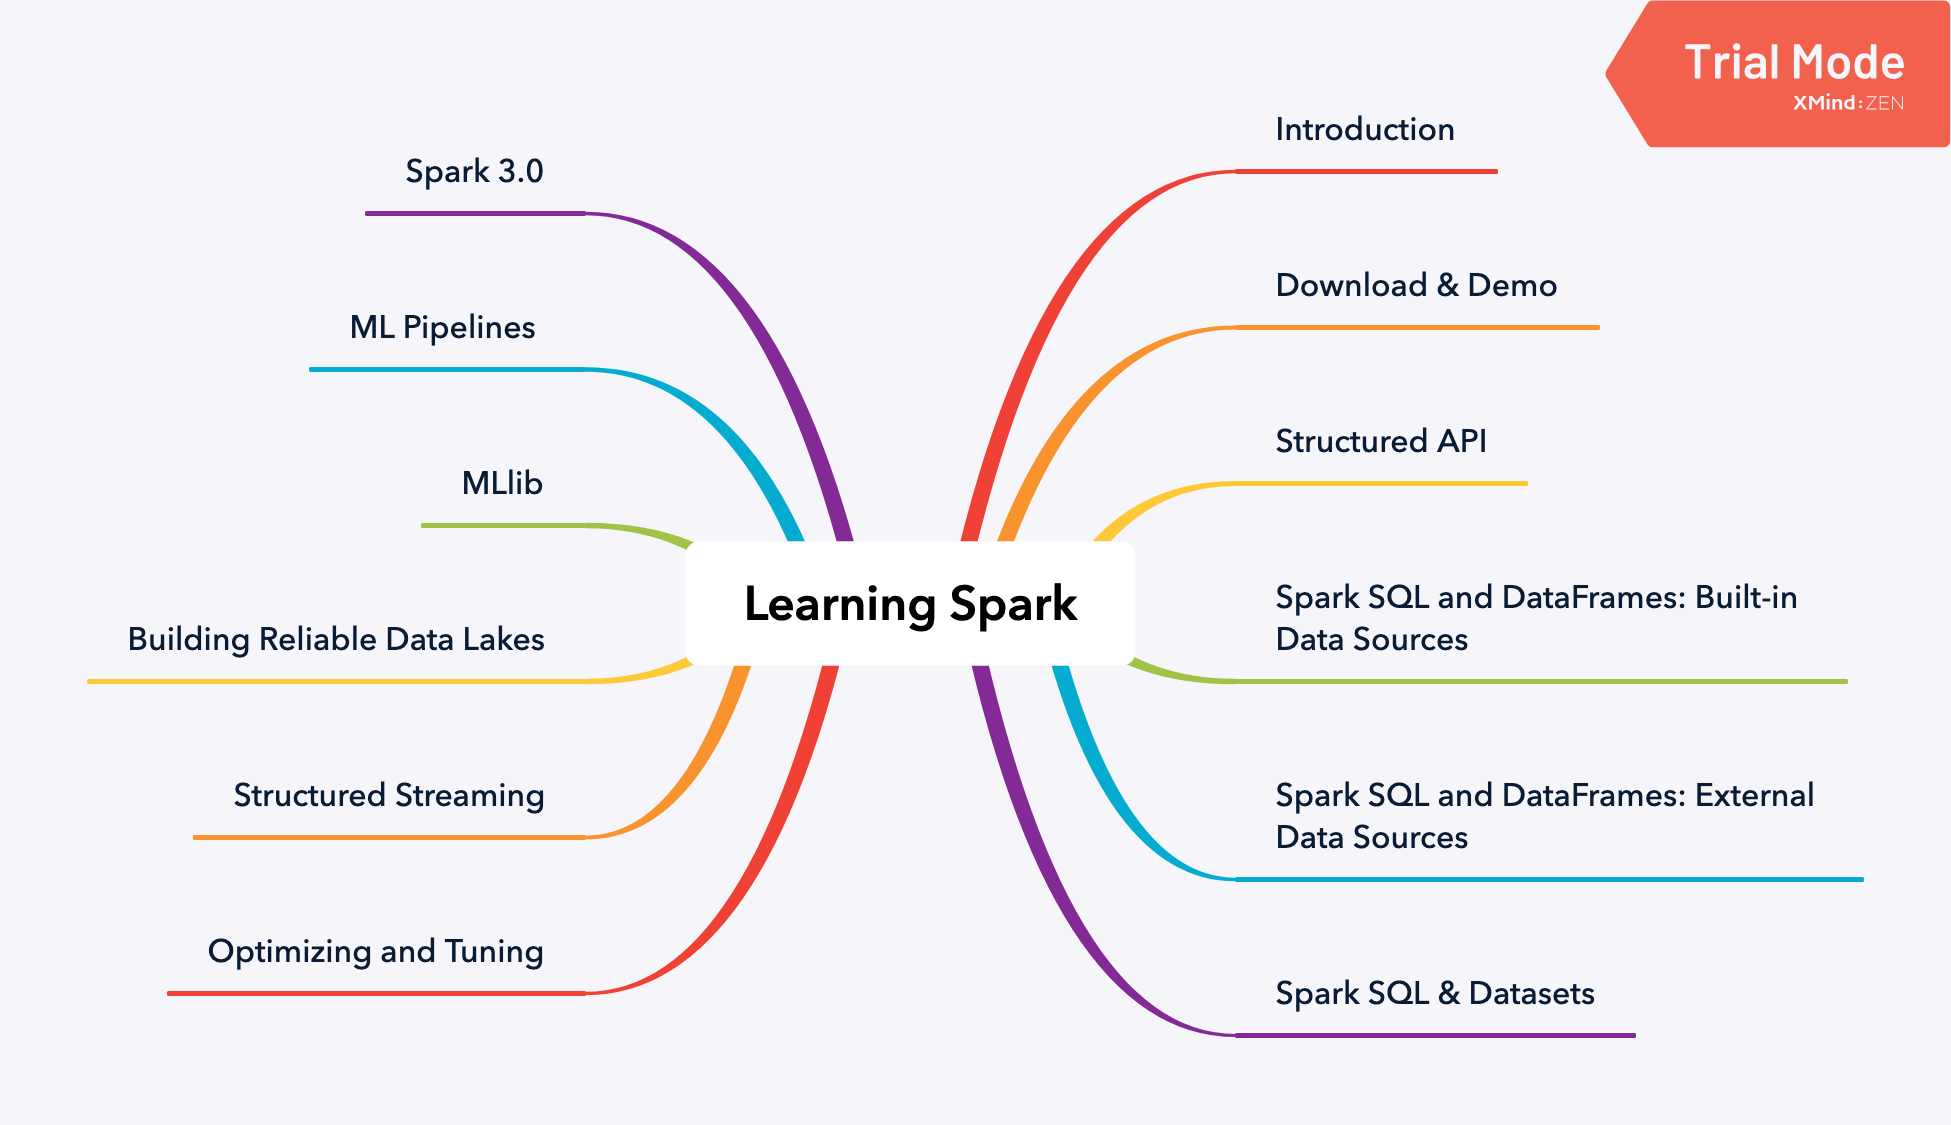 Trial Mode
XMind:ZEN
Introduction
Download & Demo
Structured API
Spark SQL and DataFrames: Built-in
Data Sources
Spark SQL and DataFrames: External
Data Sources
Spark SQL & Datasets
Learning Spark
Spark 3.0
ML Pipelines
MLlib
Building Reliable Data Lakes
Structured Streaming
Optimizing and Tuning